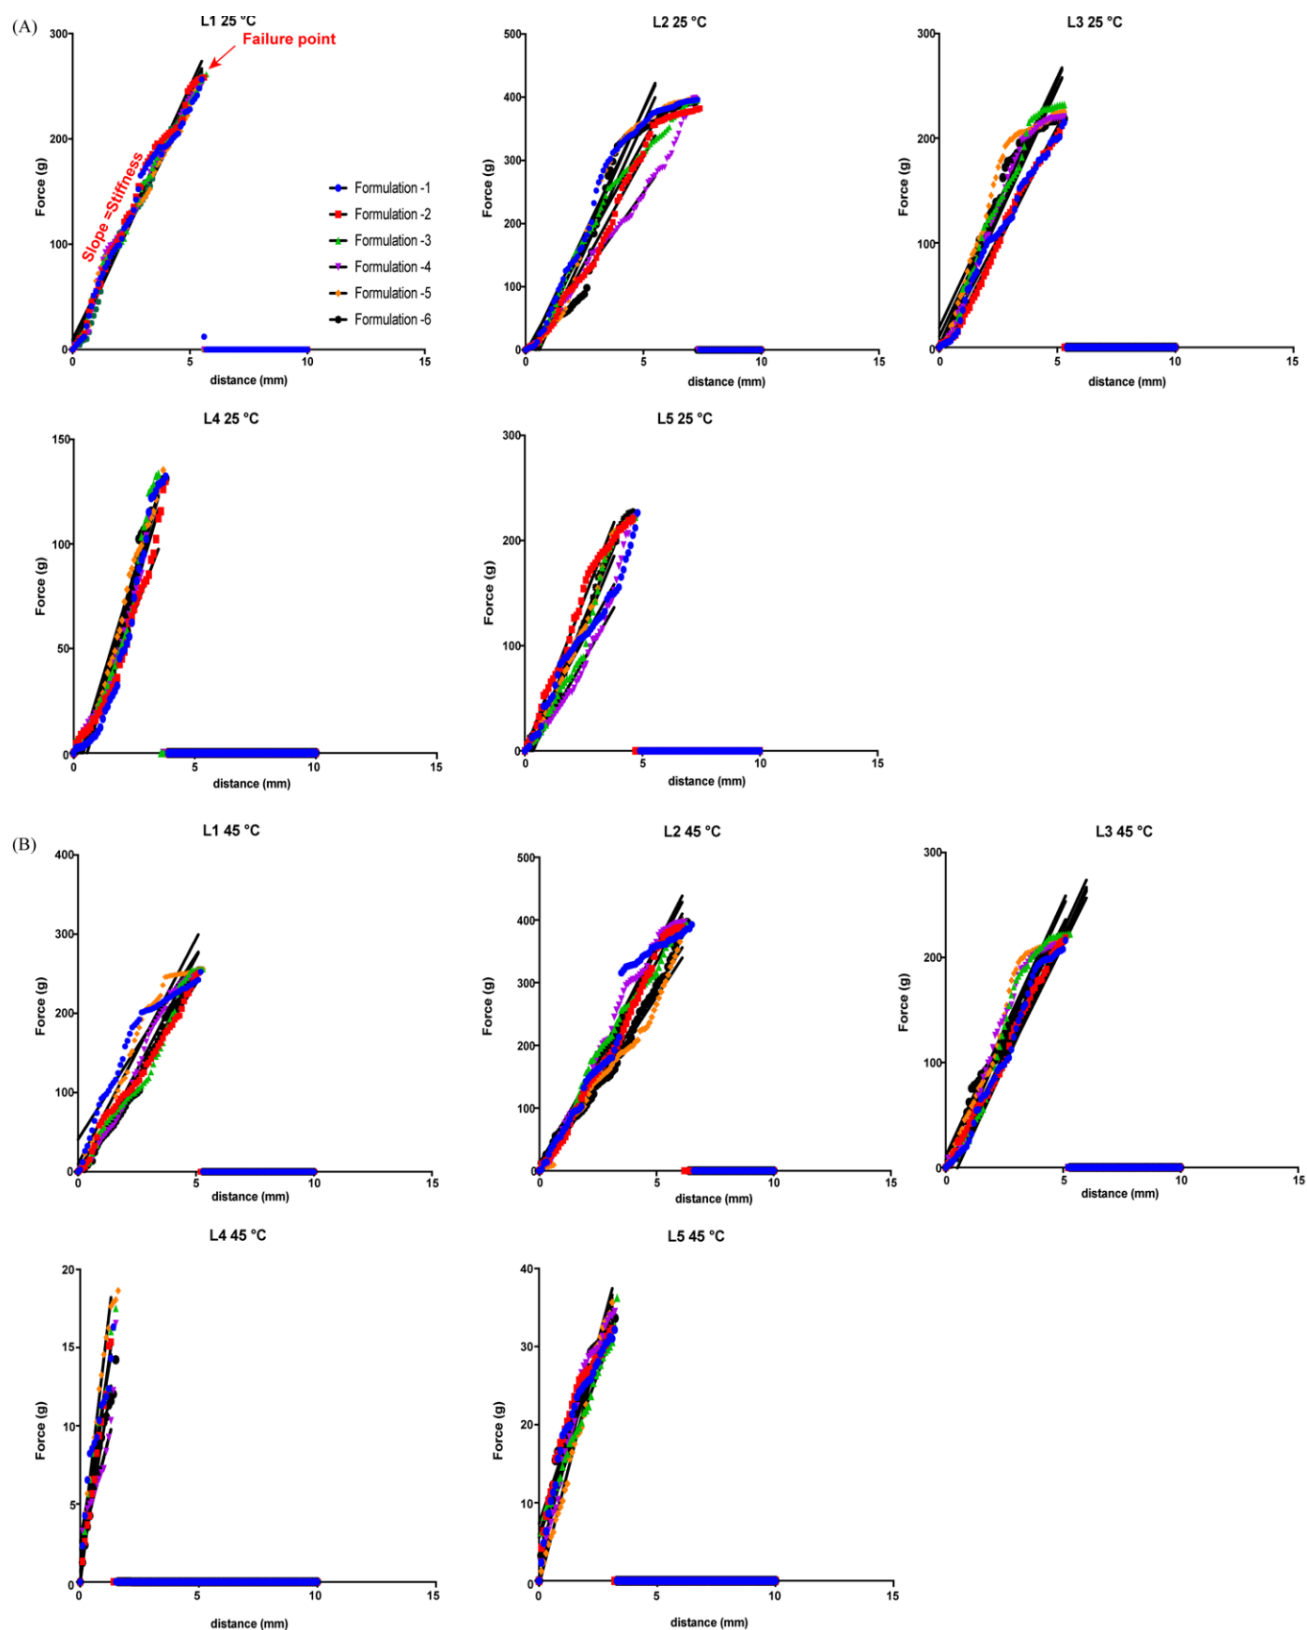 (A)
L1 25 °C
Failure point
Slope =Stiffness
Force (g)
300
200
100
0
0 5 10 15
distance (mm)
Formulation -1
Formulation -2
Formulation -3
Formulation -4
Formulation -5
Formulation -6
L2 25 °C
Force (g)
500
400
300
200
100
0
0 5 10 15
distance (mm)
L3 25 °C
Force (g)
300
200
100
0
0 5 10 15
distance (mm)
L4 25 °C
Force (g)
150
100
50
0
0 5 10 15
distance (mm)
L5 25 °C
Force (g)
300
200
100
0
0 5 10 15
distance (mm)
(B)
L1 45 °C
Force (g)
400
300
200
100
0
0 5 10 15
distance (mm)
L2 45 °C
Force (g)
500
400
300
200
100
0
0 5 10 15
distance (mm)
L3 45 °C
Force (g)
300
200
100
0
0 5 10 15
distance (mm)
L4 45 °C
Force (g)
20
15
10
5
0
0 5 10 15
distance (mm)
L5 45 °C
Force (g)
40
30
20
10
0
0 5 10 15
distance (mm)